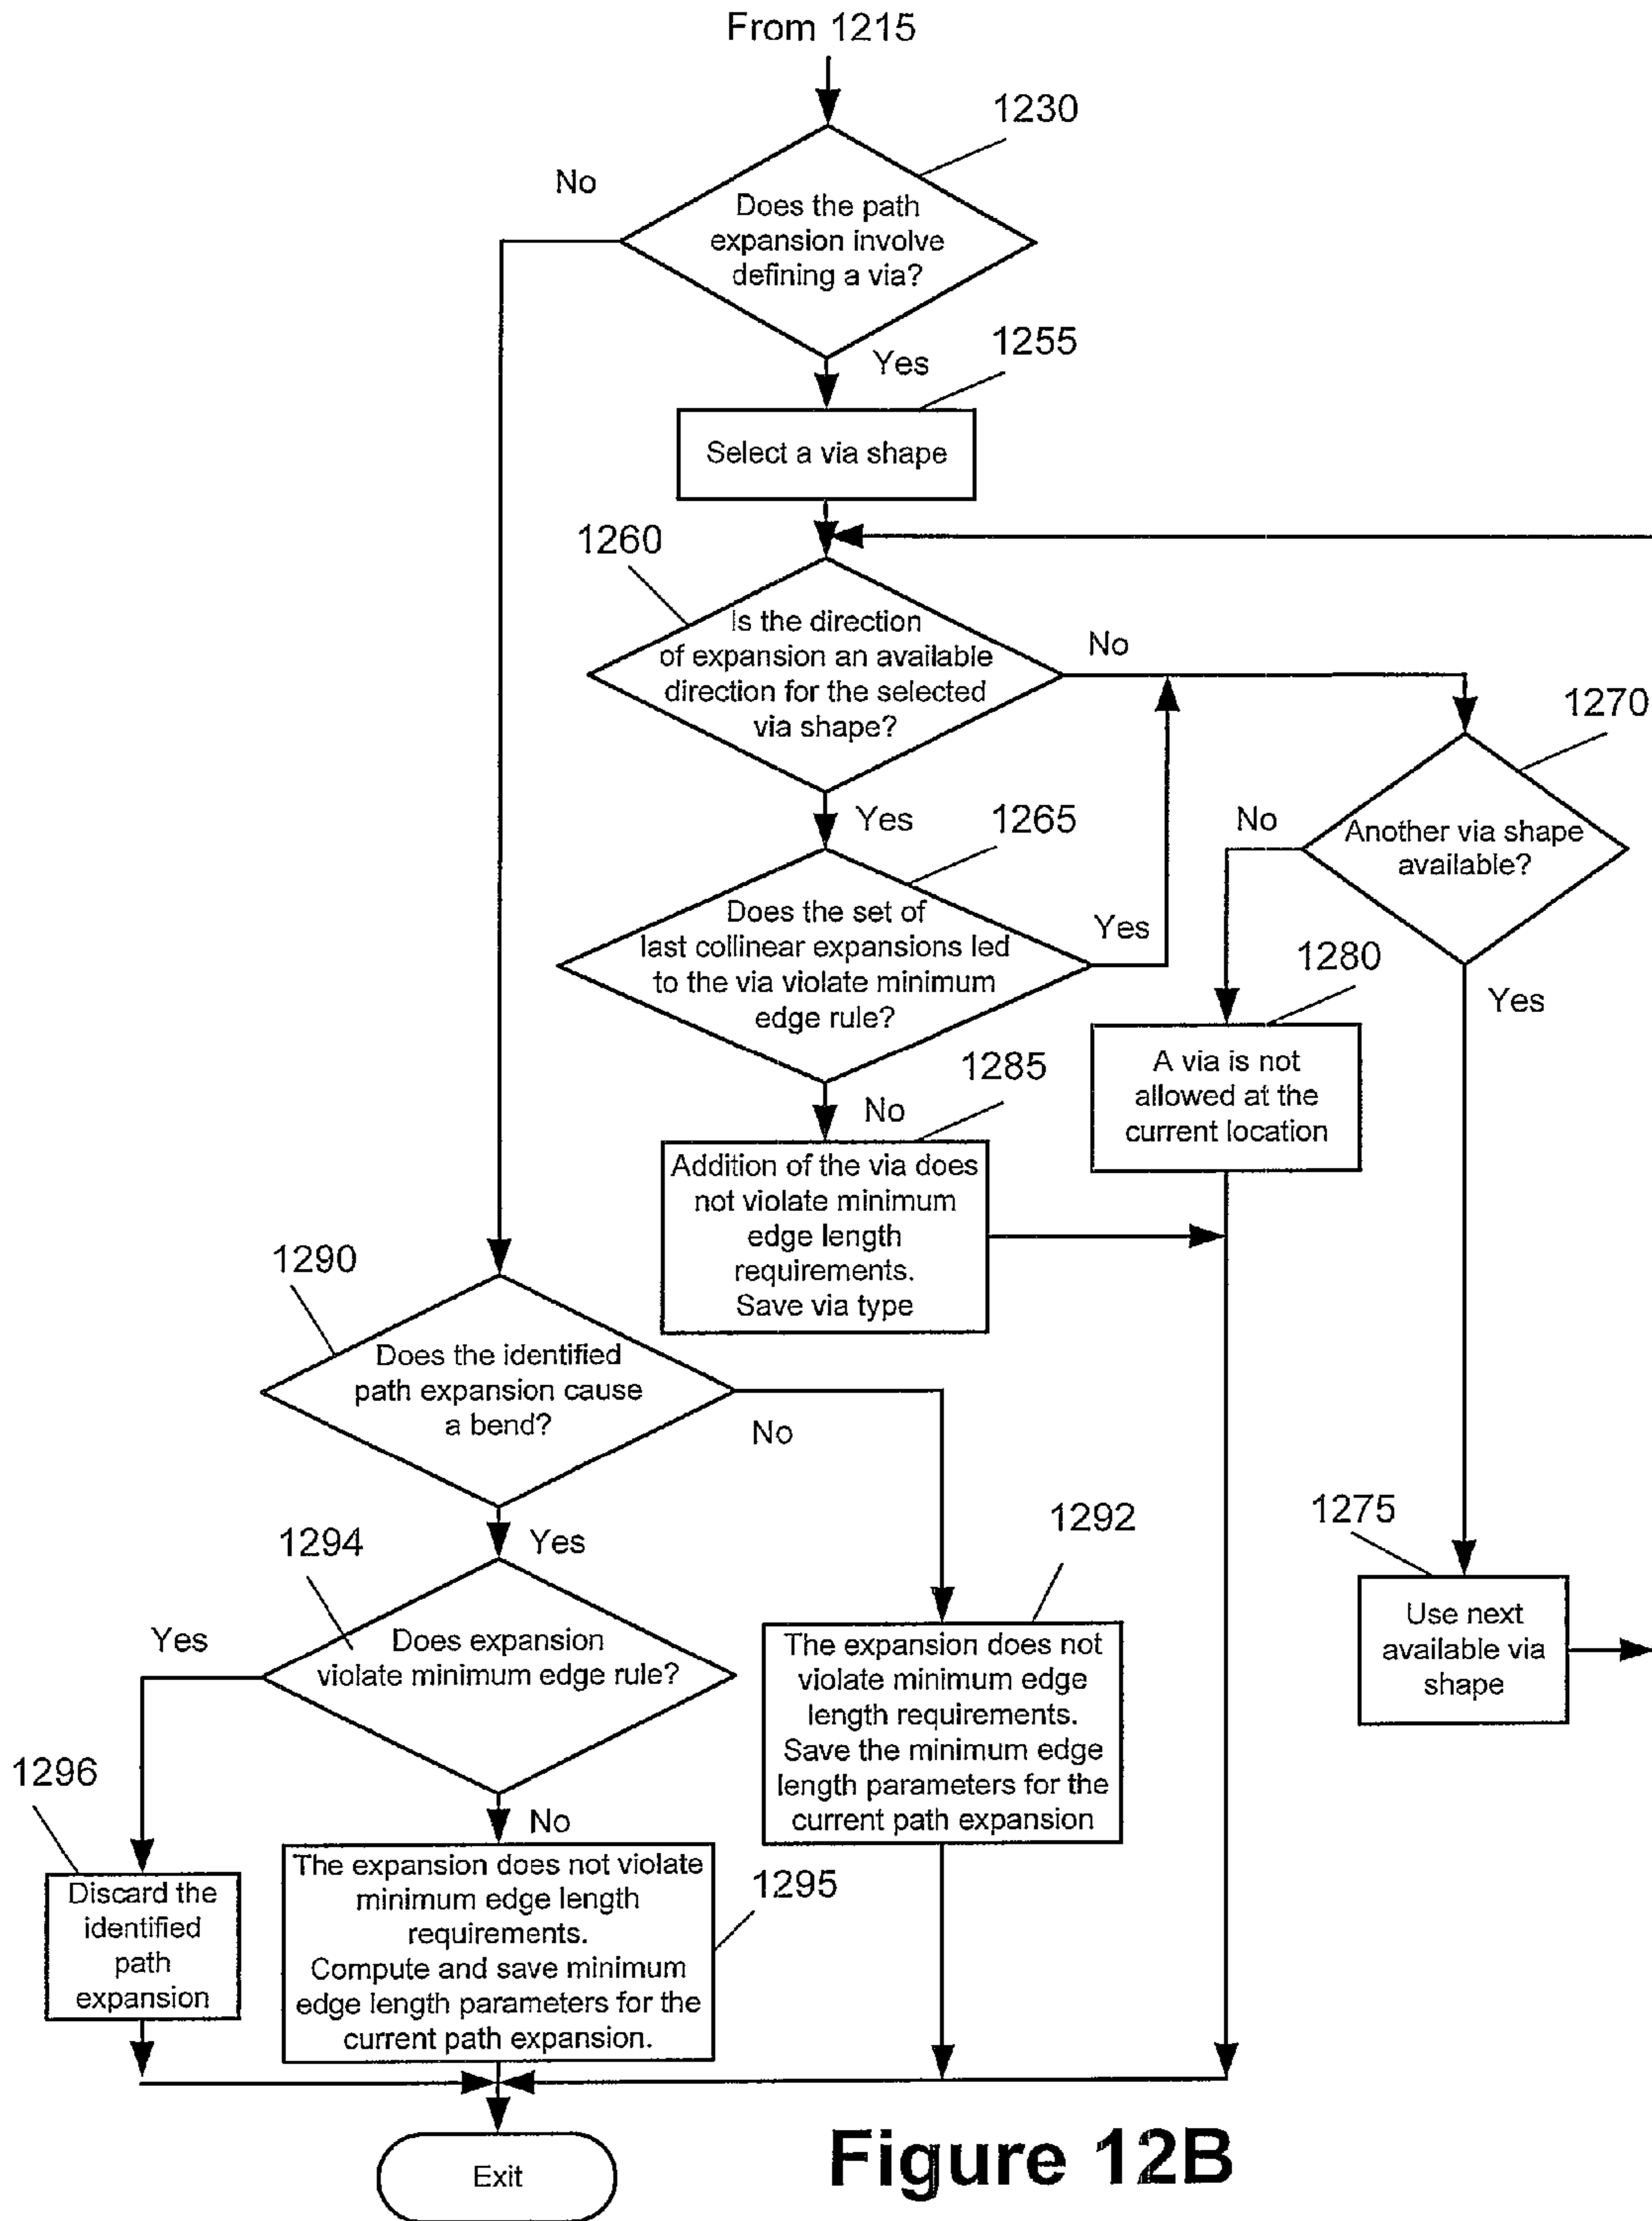 From 1215
1230
No
Does the path
expansion involve
defining a via?
Yes
1255
Select a via shape
1260
Is the direction
of expansion an available
direction for the selected
via shape?
No
1270
Yes
1265
No
Another via shape
available?
Does the set of
last collinear expansions led
to the via violate minimum
edge rule?
Yes
1280
Yes
A via is not
allowed at the
current location
1285
No
Addition of the via does
not violate minimum
edge length
requirements.
Save via type
1290
Does the identified
path expansion cause
a bend?
No
1275
1292
1294
Yes
Use next
available via
shape
Yes
Does expansion
violate minimum edge rule?
The expansion does not
violate minimum edge
length requirements.
Save the minimum edge
length parameters for the
current path expansion
1296
No
Discard the
identified
path
expansion
The expansion does not violate
minimum edge length
requirements.
Compute and save minimum
edge length parameters for the
current path expansion.
1295
Exit
Figure 12B